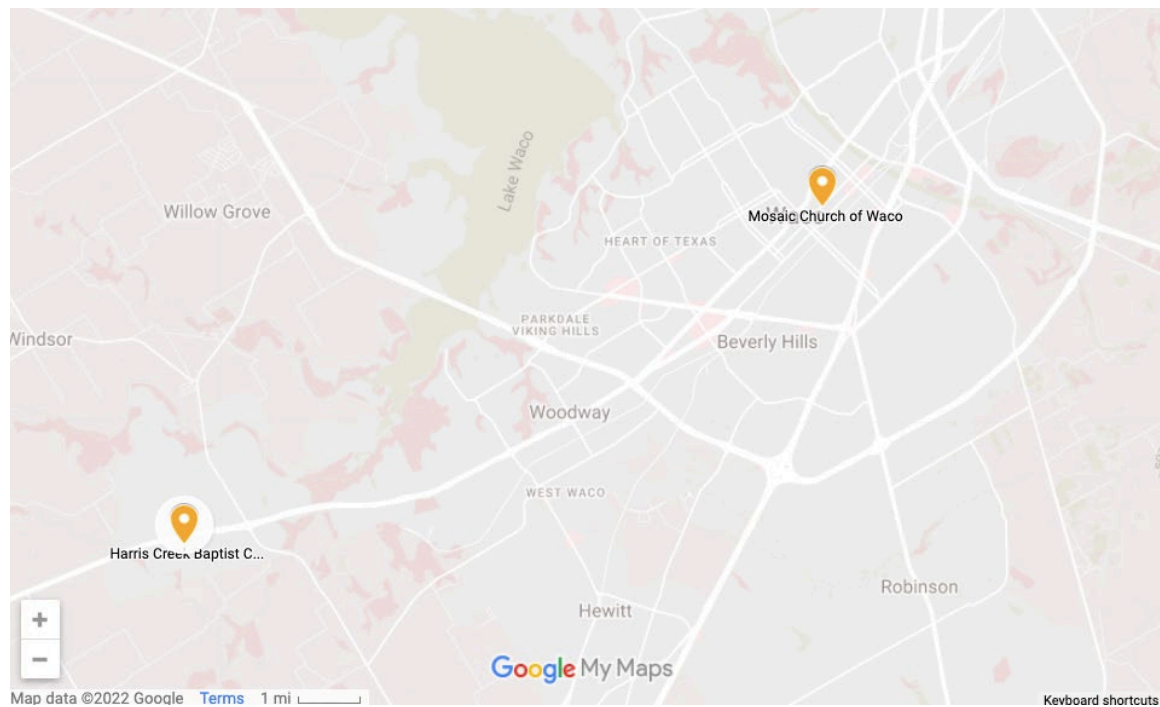 Lake Waco
Willow Grove
Mosaic Church of Waco
HEART OF TEXAS
PARKDALE
VIKING HILLS
Windsor
Beverly Hills
Woodway
WEST WACO
Harris Creek Baptist C...
Robinson
Hewitt
+
−
Google My Maps
Map data ©2022 Google Terms 1 mi
Keyboard shortcuts